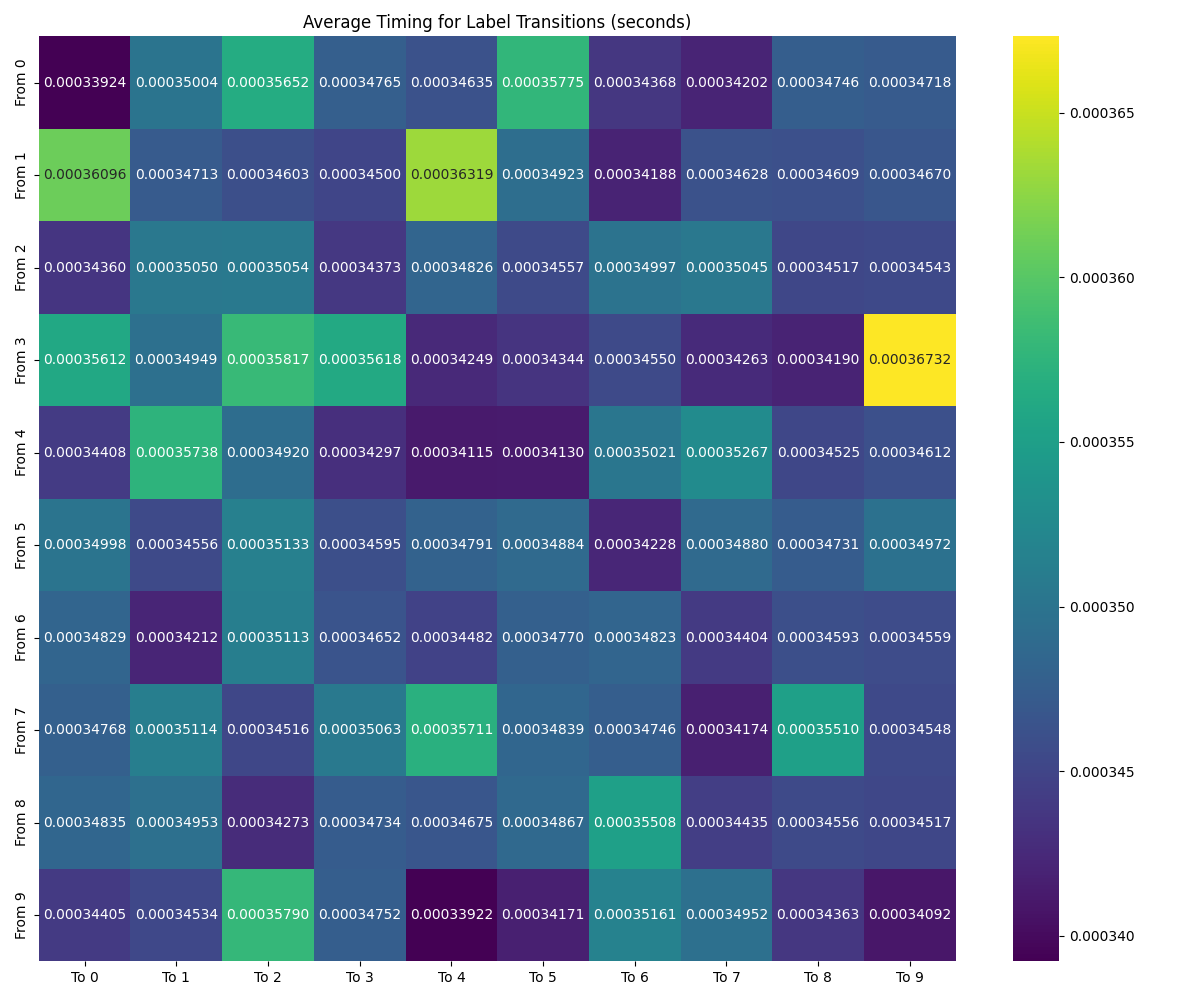 Average Timing for Label Transitions (seconds)
From 0 0.00033924 0.00035004 0.00035652 0.00034765 0.00034635 0.00035775 0.00034368 0.00034202 0.00034746 0.00034718
From 1 0.00036096 0.00034713 0.00034603 0.00034500 0.00036319 0.00034923 0.00034188 0.00034628 0.00034609 0.00034670
From 2 0.00034360 0.00035050 0.00035054 0.00034373 0.00034826 0.00034557 0.00034997 0.00035045 0.00034517 0.00034543
From 3 0.00035612 0.00034949 0.00035817 0.00035618 0.00034249 0.00034344 0.00034550 0.00034263 0.00034190 0.00036732
From 4 0.00034408 0.00035738 0.00034920 0.00034297 0.00034115 0.00034130 0.00035021 0.00035267 0.00034525 0.00034612
From 5 0.00034998 0.00034556 0.00035133 0.00034595 0.00034791 0.00034884 0.00034228 0.00034880 0.00034731 0.00034972
From 6 0.00034829 0.00034212 0.00035113 0.00034652 0.00034482 0.00034770 0.00034823 0.00034404 0.00034593 0.00034559
From 7 0.00034768 0.00035114 0.00034516 0.00035063 0.00035711 0.00034839 0.00034746 0.00034174 0.00035510 0.00034548
From 8 0.00034835 0.00034953 0.00034273 0.00034734 0.00034675 0.00034867 0.00035508 0.00034435 0.00034556 0.00034517
From 9 0.00034405 0.00034534 0.00035790 0.00034752 0.00033922 0.00034171 0.00035161 0.00034952 0.00034363 0.00034092
To 0 To 1 To 2 To 3 To 4 To 5 To 6 To 7 To 8 To 9
0.000365
0.000360
0.000355
0.000350
0.000345
0.000340